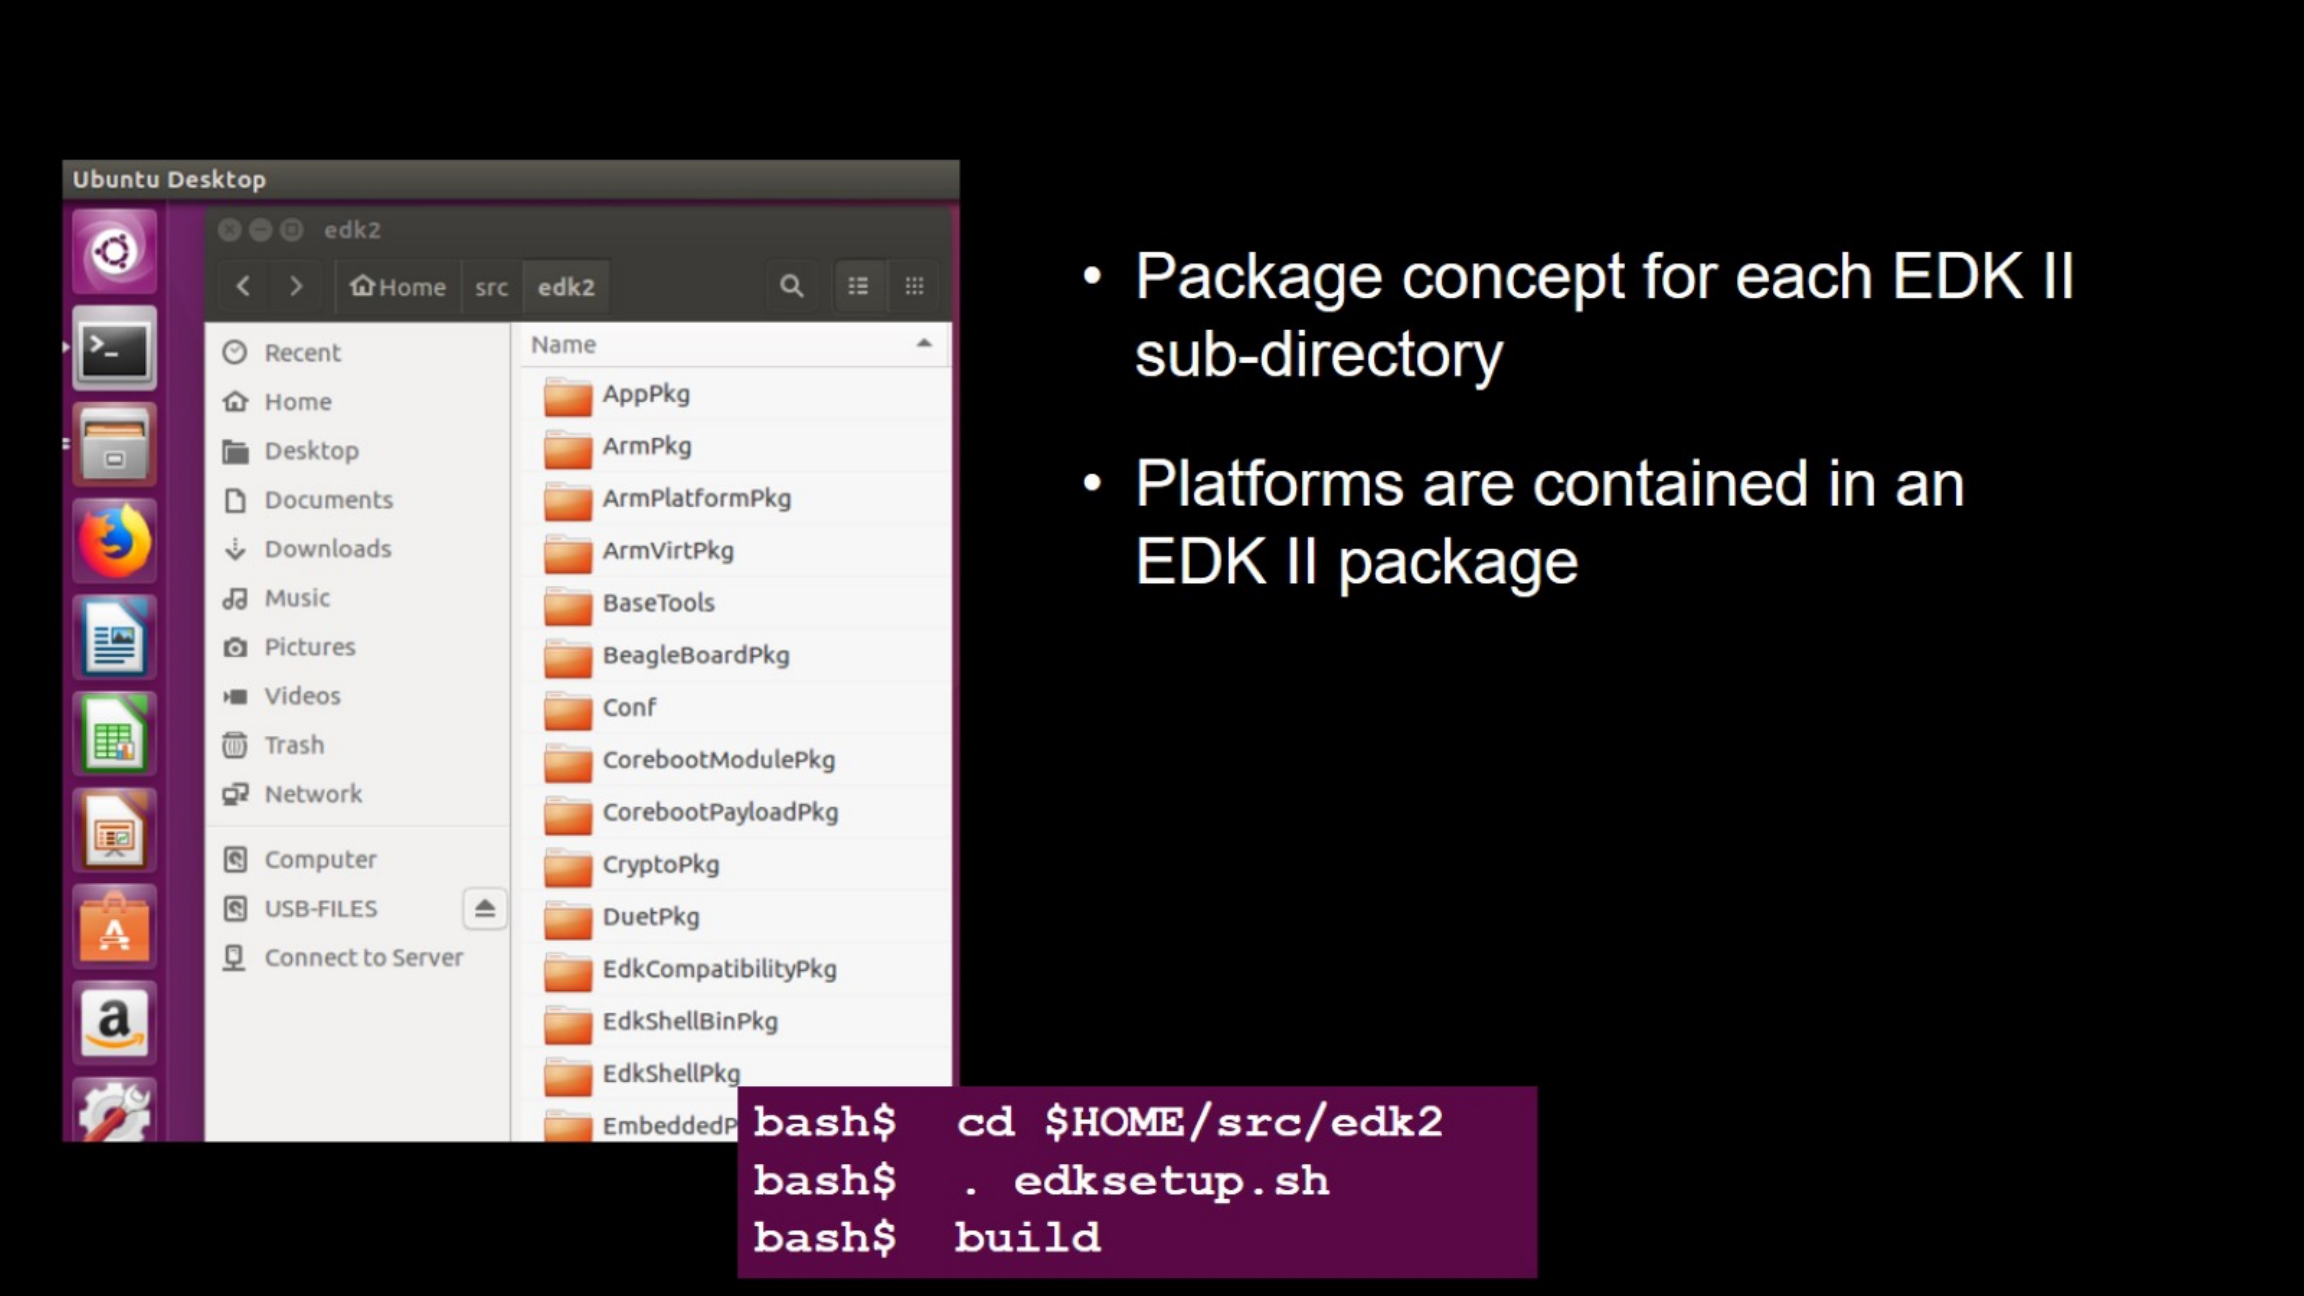 Ubuntu Desktop
edk2
Home src edk2
Recent
Home
Desktop
Documents
Downloads
Music
Pictures
Videos
Trash
Network
Computer
USB-FILES
Connect to Server
Name
AppPkg
ArmPkg
ArmPlatformPkg
ArmVirtPkg
BaseTools
BeagleBoardPkg
Conf
CorebootModulePkg
CorebootPayloadPkg
CryptoPkg
DuetPkg
EdkCompatibilityPkg
EdkShellBinPkg
EdkShellPkg
EmbeddedP
• Package concept for each EDK II
sub-directory
• Platforms are contained in an
EDK II package
bash$ cd $HOME/src/edk2
bash$ . edksetup.sh
bash$ build